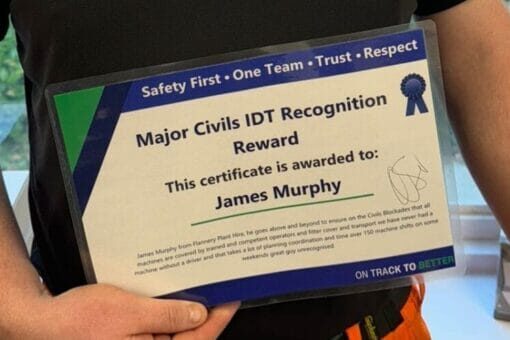 Safety First • One Team • Trust • Respect
Major Civils IDT Recognition
Reward
This certificate is awarded to:
James Murphy
James Murphy from Flannery Plant Hire, he goes above and beyond to ensure on the Civils Blockades that all
machines are covered by trained and competent operators and fitter cover and transport we have never had a
machine without a driver and that takes a lot of planning coordination and time over 150 machine shifts on some
weekends great guy unrecognised
ON TRACK TO BETTER